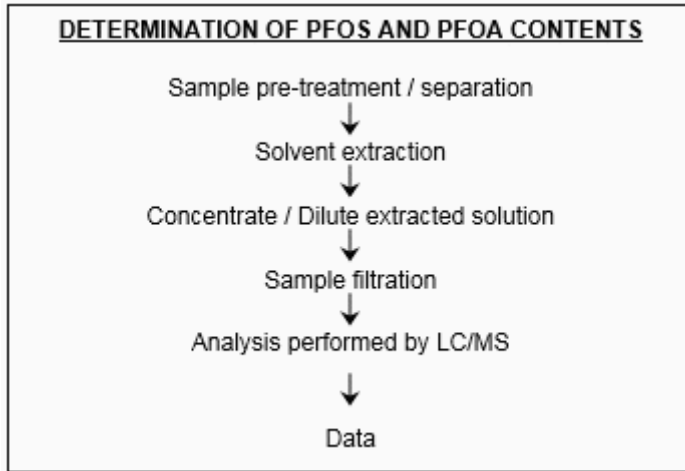 DETERMINATION OF PFOS AND PFOA CONTENTS
Sample pre-treatment / separation
Solvent extraction
Concentrate / Dilute extracted solution
Sample filtration
Analysis performed by LC/MS
Data